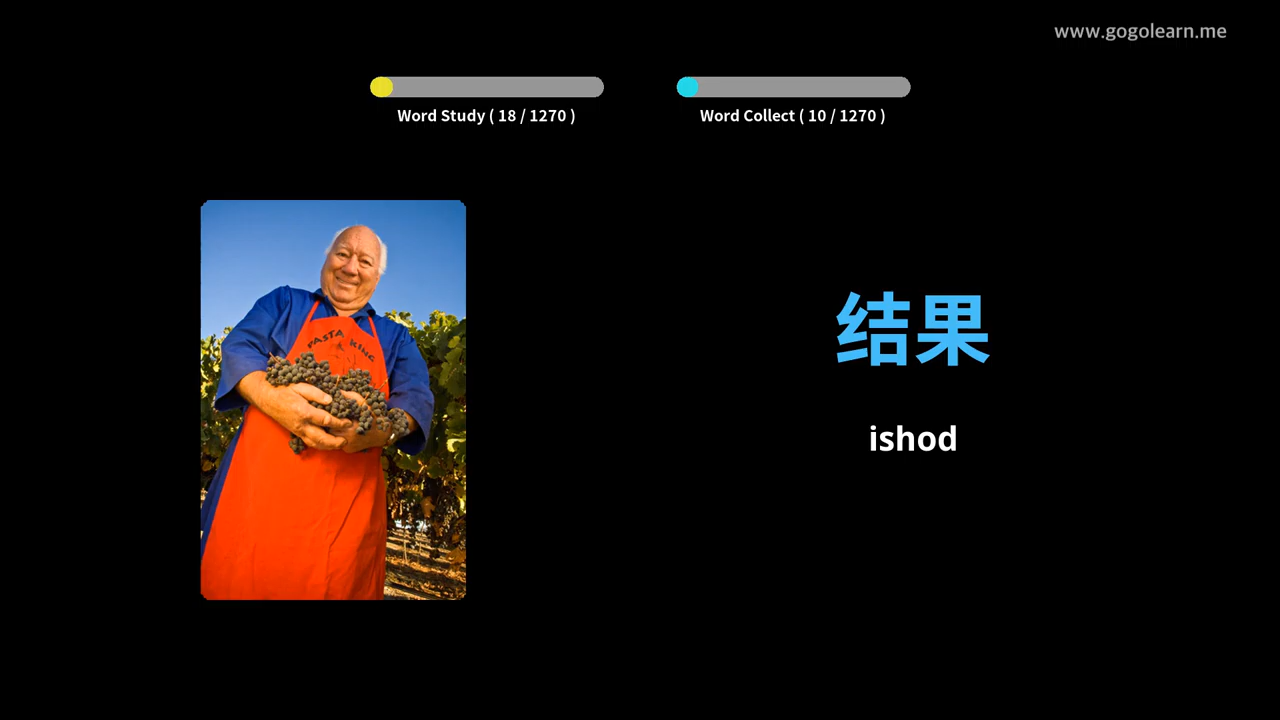 www.gogolearn.me
Word Study ( 18 / 1270 )
Word Collect ( 10 / 1270 )
PASTA KING
结果
ishod